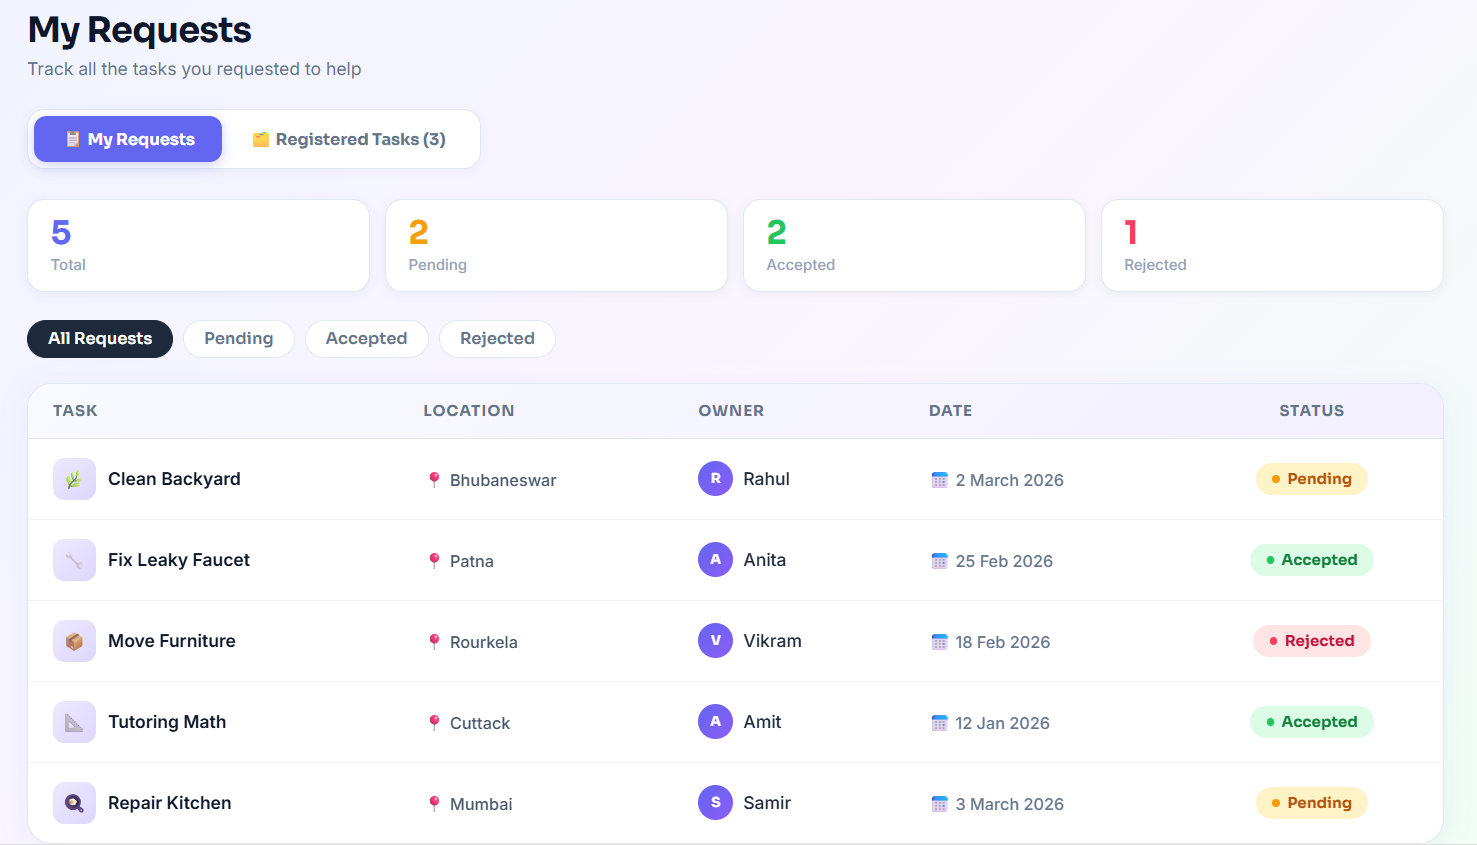 My Requests
Track all the tasks you requested to help
My Requests
Registered Tasks (3)
5
Total
2
Pending
2
Accepted
1
Rejected
All Requests
Pending
Accepted
Rejected
TASK LOCATION OWNER DATE STATUS
Clean Backyard Bhubaneswar R Rahul 2 March 2026 Pending
Fix Leaky Faucet Patna A Anita 25 Feb 2026 Accepted
Move Furniture Rourkela V Vikram 18 Feb 2026 Rejected
Tutoring Math Cuttack A Amit 12 Jan 2026 Accepted
Repair Kitchen Mumbai S Samir 3 March 2026 Pending